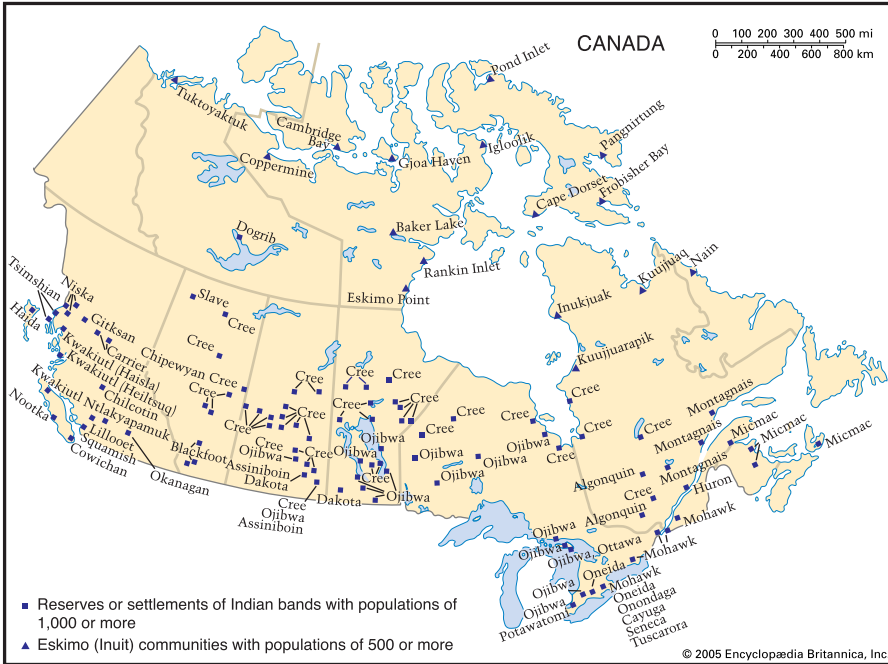 CANADA
0 100 200 300 400 500 mi
0 200 400 600 800 km
Pond Inlet
Tuktoyaktuk
Cambridge
Bay
Coppermine
Gjoa Haven
Igloolik
Pangnirtung
Frobisher Bay
Cape Dorset
Dogrib
Baker Lake
Rankin Inlet
Eskimo Point
Kuujjuaq
Nain
Inukjuak
Kuujjuarapik
Tsimshian
Niska
Haida
Gitksan
Carrier
Kwakiutl (Haisla)
Kwakiutl (Heiltsuq)
Slave
Cree
Cree
Chipewyan
Cree
Cree
Cree
Cree
Cree
Cree
Cree
Cree
Cree
Cree
Cree
Cree
Kwakiutl
Ntlakyapamuk
Chilcotin
Nootka
Lillooet
Squamish
Cowichan
Okanagan
Blackfoot
Cree
Ojibwa
Cree
Assiniboin
Dakota
Ojibwa
Ojibwa
Cree
Ojibwa
Dakota
Cree
Ojibwa
Assiniboin
Ojibwa
Ojibwa
Ojibwa
Ojibwa
Cree
Cree
Cree
Cree
Montagnais
Montagnais
Montagnais
Micmac
Micmac
Micmac
Algonquin
Cree
Algonquin
Huron
Mohawk
Mohawk
Ojibwa
Ojibwa
Ojibwa, Ottawa
Oneida
Ojibwa
Ojibwa
Potawatomi
Mohawk
Oneida
Onondaga
Cayuga
Seneca
Tuscarora
Reserves or settlements of Indian bands with populations of
1,000 or more
Eskimo (Inuit) communities with populations of 500 or more
© 2005 Encyclopædia Britannica, Inc.